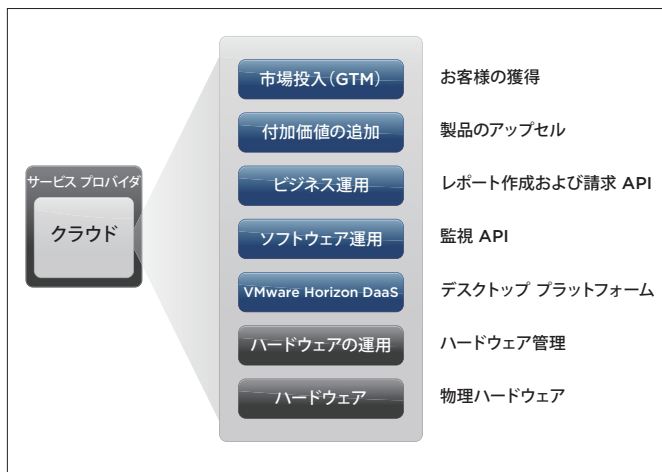 サービス プロバイダ
クラウド
市場投入（GTM） お客様の獲得
付加価値の追加 製品のアップセル
ビジネス運用 レポート作成および請求 API
ソフトウェア運用 監視 API
VMware Horizon DaaS デスクトップ プラットフォーム
ハードウェアの運用 ハードウェア管理
ハードウェア 物理ハードウェア